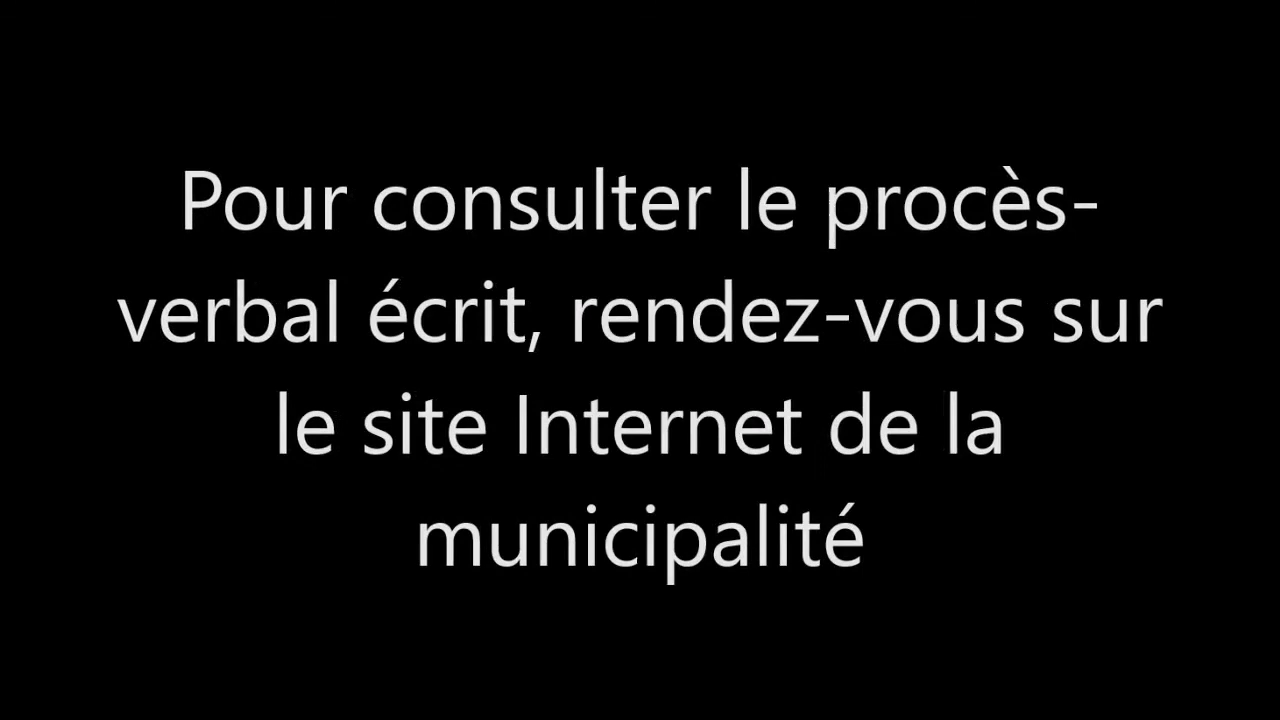 Pour consulter le procès-
verbal écrit, rendez-vous sur
le site Internet de la
municipalité